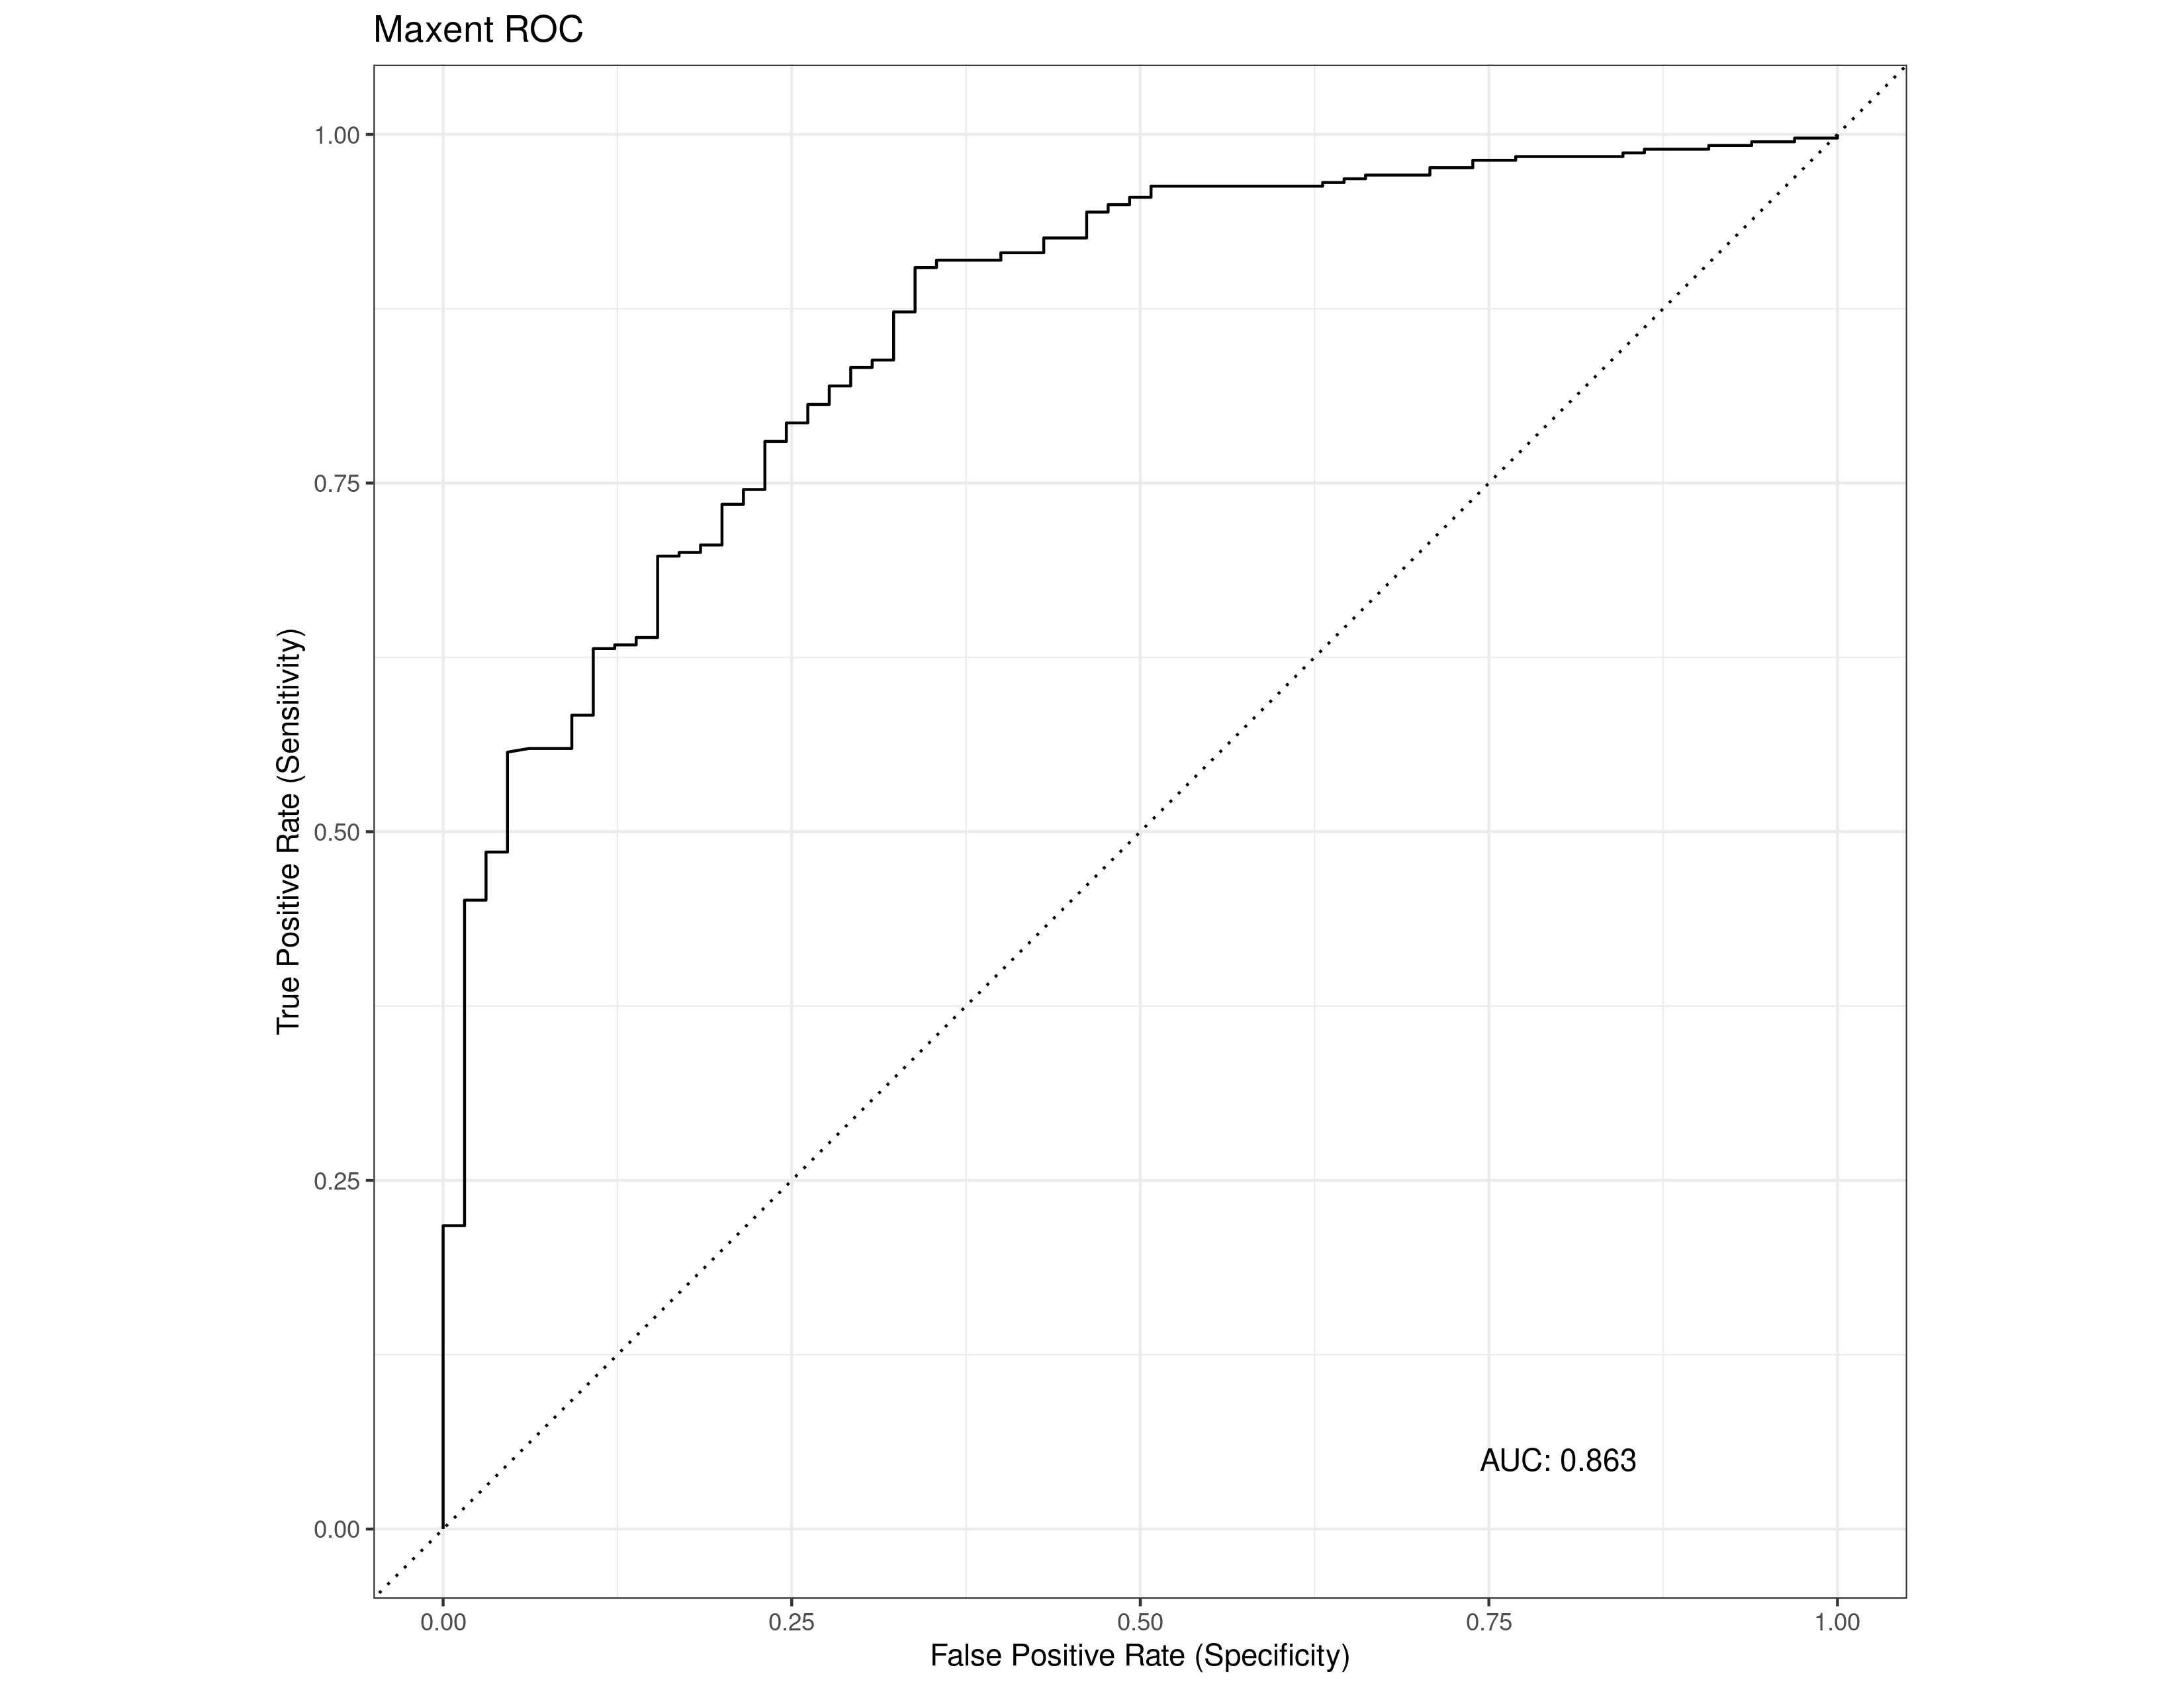 Maxent ROC
True Positive Rate (Sensitivity)
1.00
0.75
0.50
0.25
0.00
AUC: 0.863
0.00 0.25 0.50 0.75 1.00
False Positive Rate (Specificity)